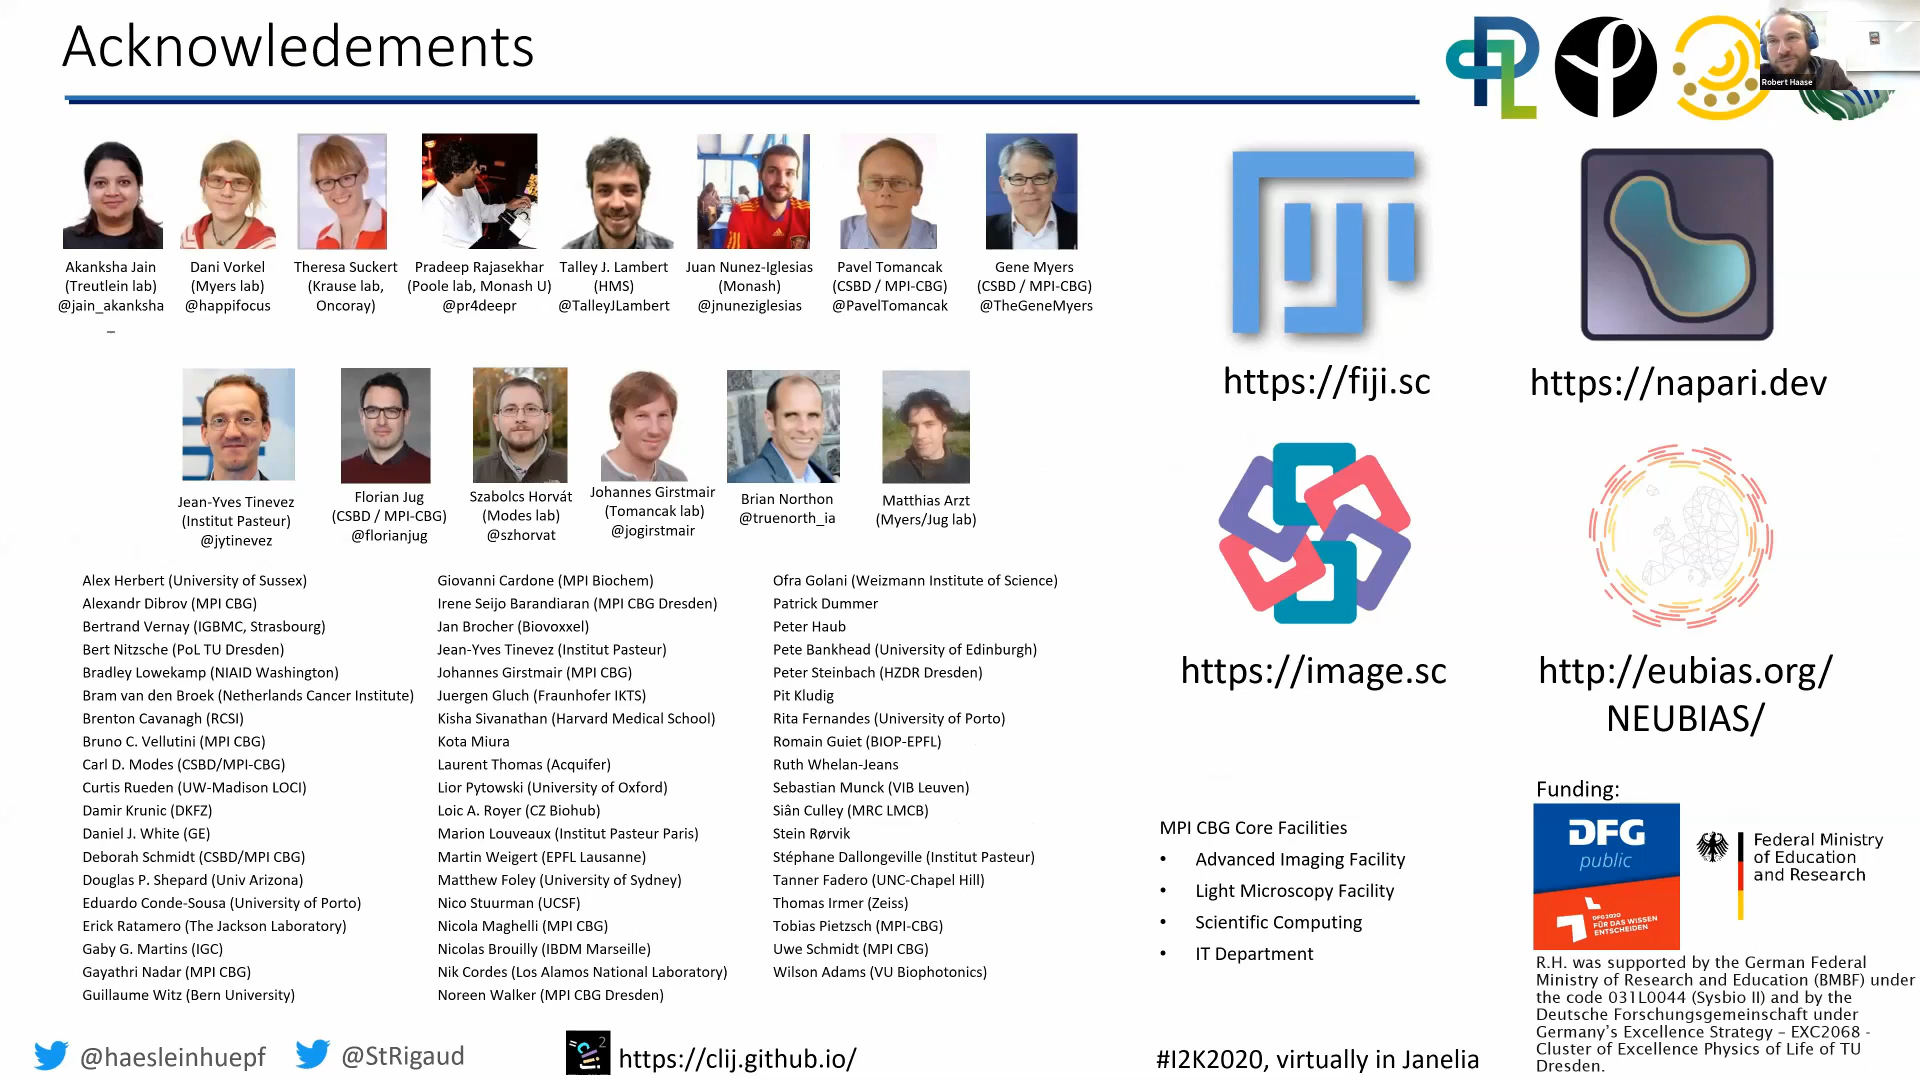 Acknowledements
Robert Haase
Akanksha Jain
(Treutlein lab)
@jain_akanksha
_
Dani Vorkel
(Myers lab)
@happifocus
Theresa Suckert
(Krause lab,
Oncoray)
Pradeep Rajasekhar
(Poole lab, Monash U)
@pr4deepr
Talley J. Lambert
(HMS)
@TalleyJLambert
Juan Nunez-Iglesias
(Monash)
@jnuneziglesias
Pavel Tomancak
(CSBD / MPI-CBG)
@PavelTomancak
Gene Myers
(CSBD / MPI-CBG)
@TheGeneMyers
Jean-Yves Tinevez
(Institut Pasteur)
@jytinevez
Florian Jug
(CSBD / MPI-CBG)
@florianjug
Szabolcs Horvát
(Modes lab)
@szhorvat
Johannes Girstmair
(Tomancak lab)
@jogirstmair
Brian Northon
@truenorth_ia
Matthias Arzt
(Myers/Jug lab)
Alex Herbert (University of Sussex)
Alexandr Dibrov (MPI CBG)
Bertrand Vernay (IGBMC, Strasbourg)
Bert Nitzsche (PoL TU Dresden)
Bradley Lowekamp (NIAID Washington)
Bram van den Broek (Netherlands Cancer Institute)
Brenton Cavanagh (RCSI)
Bruno C. Vellutini (MPI CBG)
Carl D. Modes (CSBD/MPI-CBG)
Curtis Rueden (UW-Madison LOCI)
Damir Krunic (DKFZ)
Daniel J. White (GE)
Deborah Schmidt (CSBD/MPI CBG)
Douglas P. Shepard (Univ Arizona)
Eduardo Conde-Sousa (University of Porto)
Erick Ratamero (The Jackson Laboratory)
Gaby G. Martins (IGC)
Gayathri Nadar (MPI CBG)
Guillaume Witz (Bern University)
Giovanni Cardone (MPI Biochem)
Irene Seijo Barandiaran (MPI CBG Dresden)
Jan Brocher (Biovoxxel)
Jean-Yves Tinevez (Institut Pasteur)
Johannes Girstmair (MPI CBG)
Juergen Gluch (Fraunhofer IKTS)
Kisha Sivanathan (Harvard Medical School)
Kota Miura
Laurent Thomas (Acquifer)
Lior Pytowski (University of Oxford)
Loic A. Royer (CZ Biohub)
Marion Louveaux (Institut Pasteur Paris)
Martin Weigert (EPFL Lausanne)
Matthew Foley (University of Sydney)
Nico Stuurman (UCSF)
Nicola Maghelli (MPI CBG)
Nicolas Brouilly (IBDM Marseille)
Nik Cordes (Los Alamos National Laboratory)
Noreen Walker (MPI CBG Dresden)
Ofra Golani (Weizmann Institute of Science)
Patrick Dummer
Peter Haub
Pete Bankhead (University of Edinburgh)
Peter Steinbach (HZDR Dresden)
Pit Kludig
Rita Fernandes (University of Porto)
Romain Guiet (BIOP-EPFL)
Ruth Whelan-Jeans
Sebastian Munck (VIB Leuven)
Siân Culley (MRC LMCB)
Stein Rørvik
Stéphane Dallongeville (Institut Pasteur)
Tanner Fadero (UNC-Chapel Hill)
Thomas Irmer (Zeiss)
Tobias Pietzsch (MPI-CBG)
Uwe Schmidt (MPI CBG)
Wilson Adams (VU Biophotonics)
https://fiji.sc
https://napari.dev
https://image.sc
http://eubias.org/
NEUBIAS/
MPI CBG Core Facilities
• Advanced Imaging Facility
• Light Microscopy Facility
• Scientific Computing
• IT Department
Funding:
DFG
public
DFG2020
FÜR DAS WISSEN
ENTSCHEIDEN
Federal Ministry
of Education
and Research
R.H. was supported by the German Federal
Ministry of Research and Education (BMBF) under
the code 031L0044 (Sysbio II) and by the
Deutsche Forschungsgemeinschaft under
Germany's Excellence Strategy – EXC2068 -
Cluster of Excellence Physics of Life of TU
Dresden.
@haesleinhuepf
@StRigaud
https://clij.github.io/
#I2K2020, virtually in Janelia